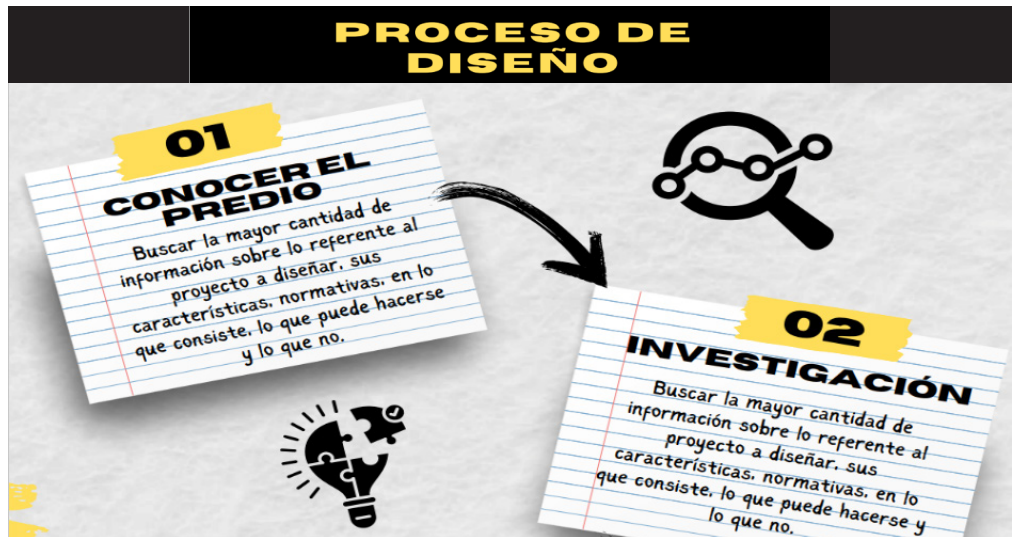 PROCESO DE
DISEÑO
01
CONOCER EL
PREDIO
Buscar la mayor cantidad de
información sobre lo referente al
proyecto a diseñar, sus
características, normativas, en lo
que consiste, lo que puede hacerse
y lo que no.
02
INVESTIGACIÓN
Buscar la mayor cantidad de
información sobre lo referente al
proyecto a diseñar, sus
características, normativas, en lo
que consiste, lo que puede hacerse y
lo que no.